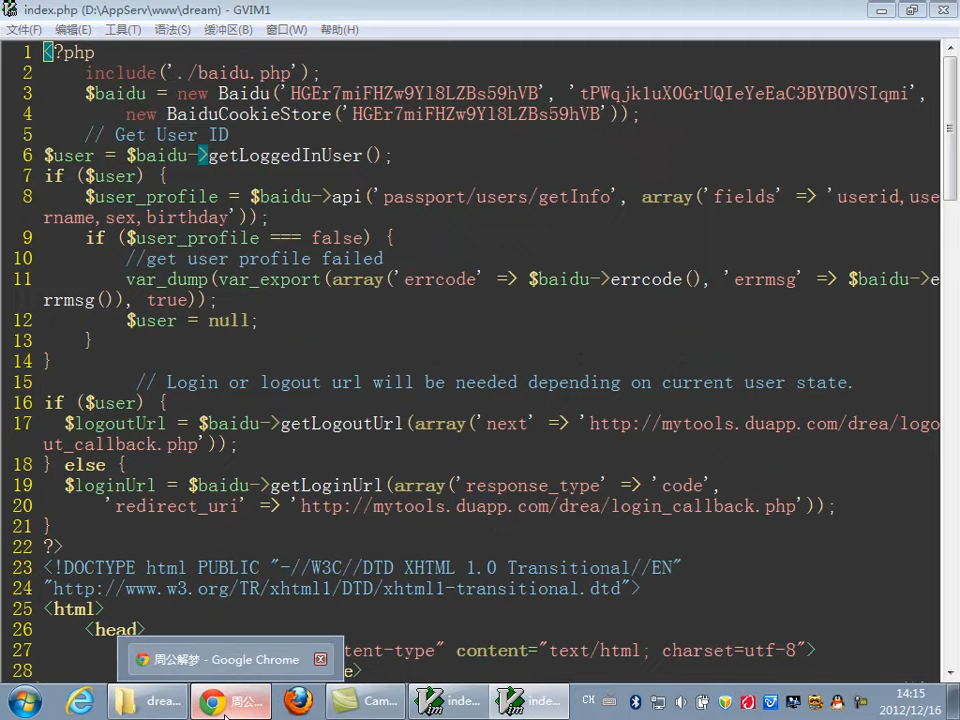 index.php (D:\AppServ\www\dream) - GVIM1
文件(F) 编辑(E) 工具(T) 语法(S) 缓冲区(B) 窗口(W) 帮助(H)
1 <?php
2 include('./baidu.php');
3 $baidu = new Baidu('HGEr7miFHZw9Yl8LZBs59hVB', 'tPWqjkluXOGrUQIeYeEaC3BYB0VSIqmi',
4 new BaiduCookieStore('HGEr7miFHZw9Yl8LZBs59hVB'));
5 // Get User ID
6 $user = $baidu->getLoggedInUser();
7 if ($user) {
8 $user_profile = $baidu->api('passport/users/getInfo', array('fields' => 'userid,use
rname,sex,birthday'));
9 if ($user_profile === false) {
10 //get user profile failed
11 var_dump(var_export(array('errcode' => $baidu->errcode(), 'errmsg' => $baidu->e
rrmsg()), true));
12 $user = null;
13 }
14 }
15 // Login or logout url will be needed depending on current user state.
16 if ($user) {
17 $logoutUrl = $baidu->getLogoutUrl(array('next' => 'http://mytools.duapp.com/drea/logo
ut_callback.php'));
18 } else {
19 $loginUrl = $baidu->getLoginUrl(array('response_type' => 'code',
20 'redirect_uri' => 'http://mytools.duapp.com/drea/login_callback.php'));
21 }
22 ?>
23 <!DOCTYPE html PUBLIC "-//W3C//DTD XHTML 1.0 Transitional//EN"
24 "http://www.w3.org/TR/xhtml1/DTD/xhtml1-transitional.dtd">
25 <html>
26 <head>
27 tent-type" content="text/html; charset=utf-8">
28 e>
周公解梦 - Google Chrome
drea... 周公... Cam... inde... inde... CH 14:15
2012/12/16